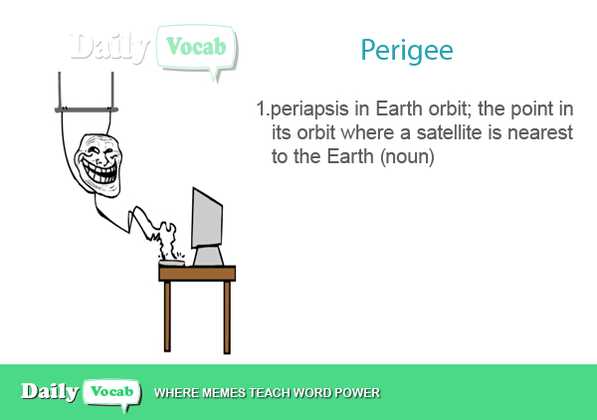 Daily Vocab
Perigee
1.periapsis in Earth orbit; the point in
its orbit where a satellite is nearest
to the Earth (noun)
Daily Vocab WHERE MEMES TEACH WORD POWER